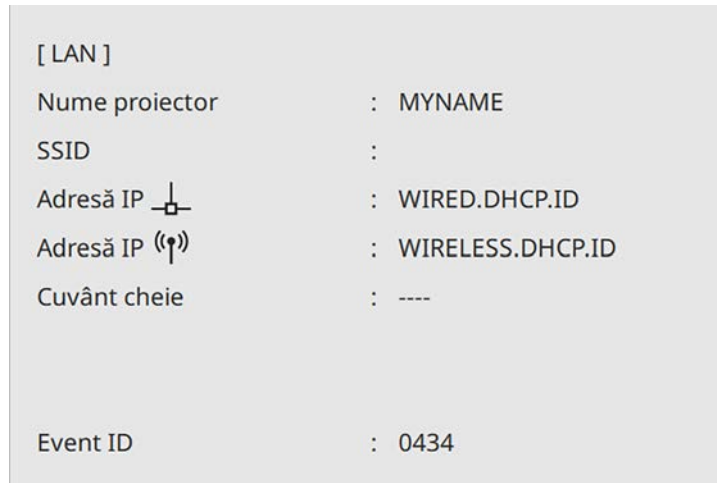 [ LAN ]
Nume proiector : MYNAME
SSID :
Adresă IP : WIRED.DHCP.ID
Adresă IP : WIRELESS.DHCP.ID
Cuvânt cheie : ----
Event ID : 0434